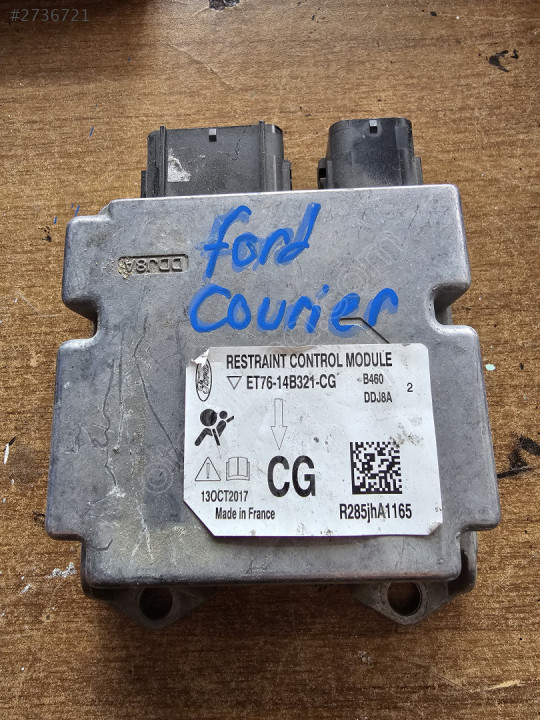 #2736721
DDJ8A
ford
Courier
Ford
RESTRAINT CONTROL MODULE
ET76-14B321-CG B460
DDJ8A 2
CG
13OCT2017
Made in France R285jhA1165